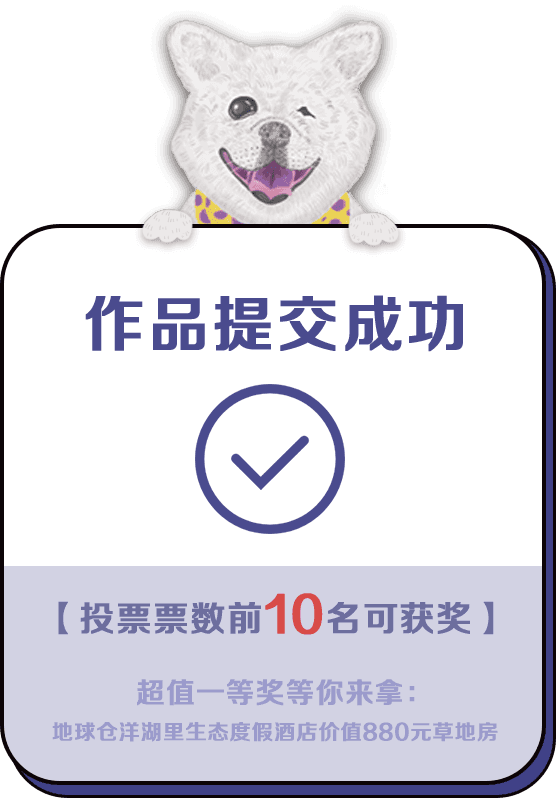 作品提交成功
【投票票数前10名可获奖】
超值一等奖等你来拿：
地球仓洋湖里生态度假酒店价值880元草地房